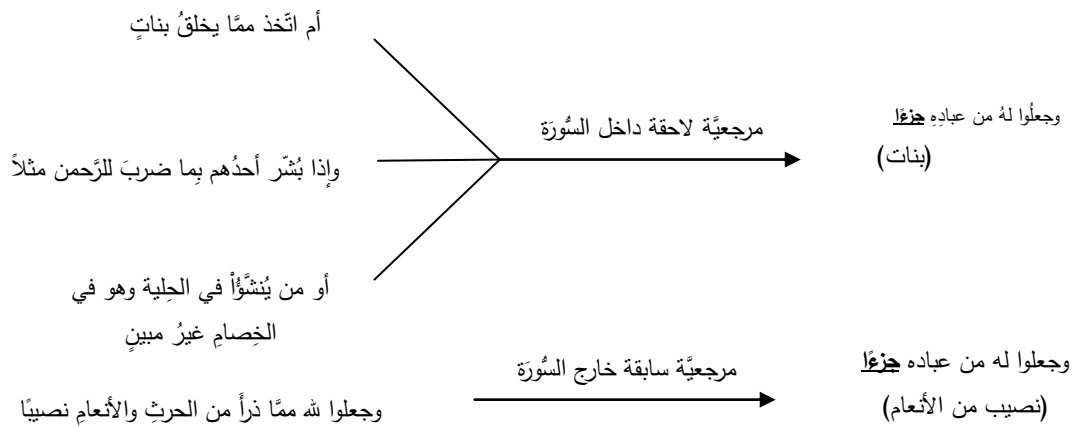 أم اتّخذ ممَّا يخلقُ بناتٍ
وجعلُوا لهُ من عبادِهِ جزءًا
(بنات)
مرجعيَّة لاحقة داخل السُّورَة
وإذا بُشّر أحدُهم بِما ضربَ للرَّحمن مثلاً
أو من يُنشَّؤُاْ في الحِلية وهو في
الخِصامِ غيرُ مبينٍ
وجعلوا له من عباده جزءًا
(نصيب من الأنعام)
مرجعيَّة سابقة خارج السُّورَة
وجعلوا لله ممَّا ذرأَ من الحرثِ والأنعامِ نصيبًا